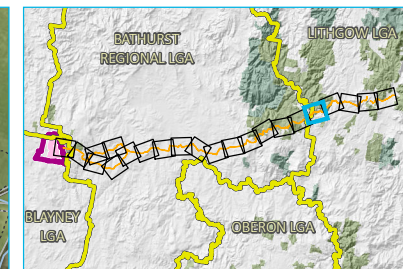 BATHURST
REGIONAL LGA
LITHGOW LGA
BLAYNEY
LGA
OBERON LGA